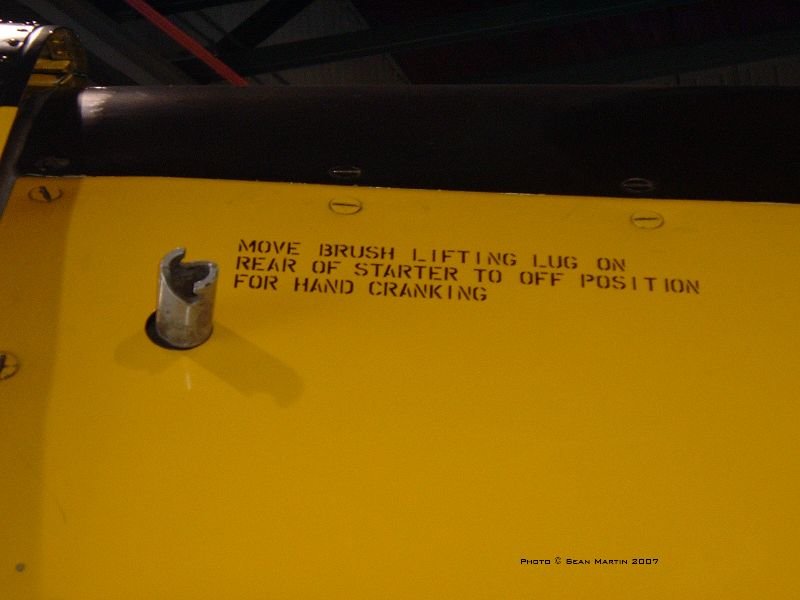 MOVE BRUSH LIFTING LUG ON
REAR OF STARTER TO OFF POSITION
FOR HAND CRANKING
PHOTO © SEAN MARTIN 2007